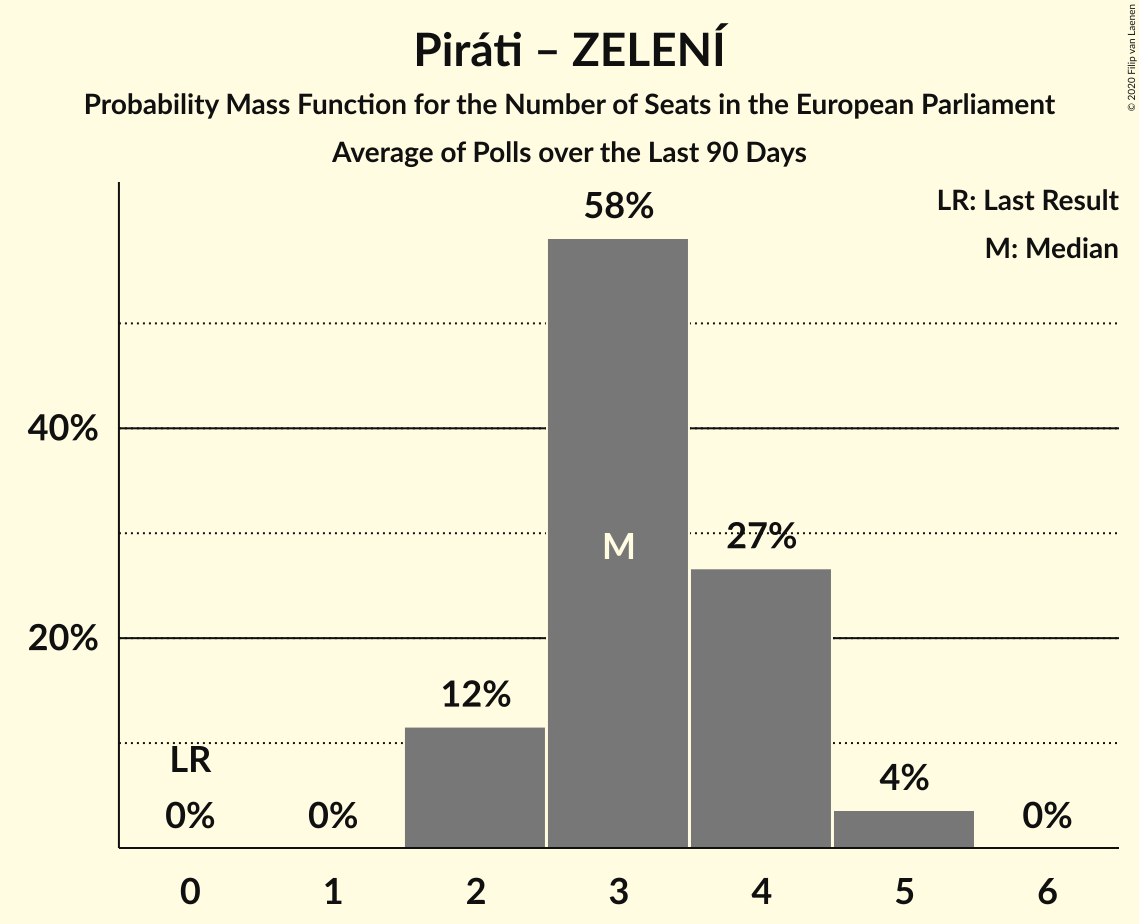 Piráti – ZELENÍ
Probability Mass Function for the Number of Seats in the European Parliament
Average of Polls over the Last 90 Days
© 2020 Filip van Laenen
LR: Last Result
M: Median
58%
40%
27%
M
20%
12%
LR
4%
0%
0%
0%
0
1
2
3
4
5
6